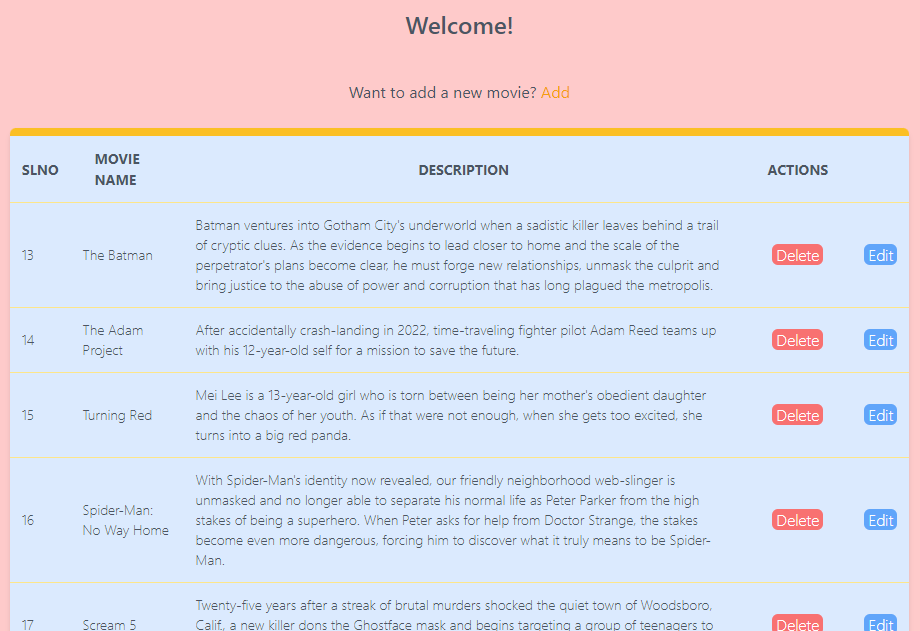 Welcome!
Want to add a new movie? Add
SLNO
MOVIE
NAME
DESCRIPTION
ACTIONS
13
The Batman
Batman ventures into Gotham City's underworld when a sadistic killer leaves behind a trail
of cryptic clues. As the evidence begins to lead closer to home and the scale of the
perpetrator's plans become clear, he must forge new relationships, unmask the culprit and
bring justice to the abuse of power and corruption that has long plagued the metropolis.
Delete
Edit
14
The Adam
Project
After accidentally crash-landing in 2022, time-traveling fighter pilot Adam Reed teams up
with his 12-year-old self for a mission to save the future.
Delete
Edit
15
Turning Red
Mei Lee is a 13-year-old girl who is torn between being her mother's obedient daughter
and the chaos of her youth. As if that were not enough, when she gets too excited, she
turns into a big red panda.
Delete
Edit
16
Spider-Man:
No Way Home
With Spider-Man's identity now revealed, our friendly neighborhood web-slinger is
unmasked and no longer able to separate his normal life as Peter Parker from the high
stakes of being a superhero. When Peter asks for help from Doctor Strange, the stakes
become even more dangerous, forcing him to discover what it truly means to be Spider-
Man.
Delete
Edit
17
Scream 5
Twenty-five years after a streak of brutal murders shocked the quiet town of Woodsboro,
Calif., a new killer dons the Ghostface mask and begins targeting a group of teenagers to
Delete
Edit